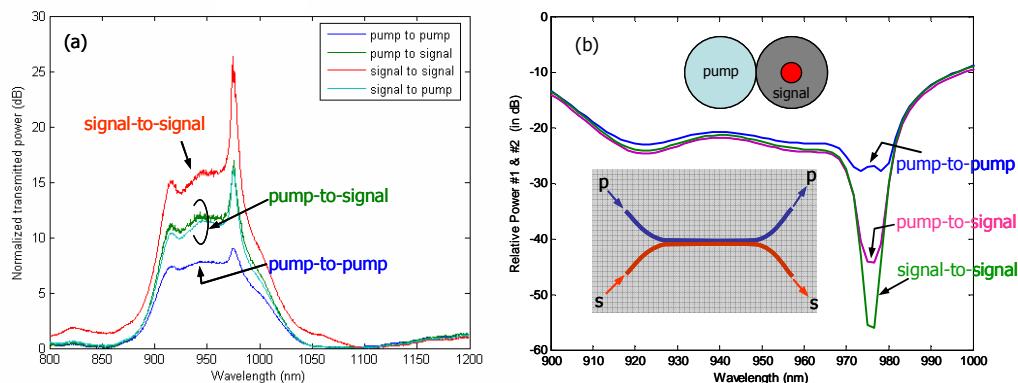 (a)
30
25
20
15
10
5
0
Normalized transmitted power (dB)
pump to pump
pump to signal
signal to signal
signal to pump
signal-to-signal
pump-to-signal
pump-to-pump
800 850 900 950 1000 1050 1100 1150 1200
Wavelength (nm)
(b)
0
-10
-20
-30
-40
-50
-60
Relative Power #1 & #2 (in dB)
pump
signal
p p
s s
pump-to-pump
pump-to-signal
signal-to-signal
900 910 920 930 940 950 960 970 980 990 1000
Wavelength (nm)